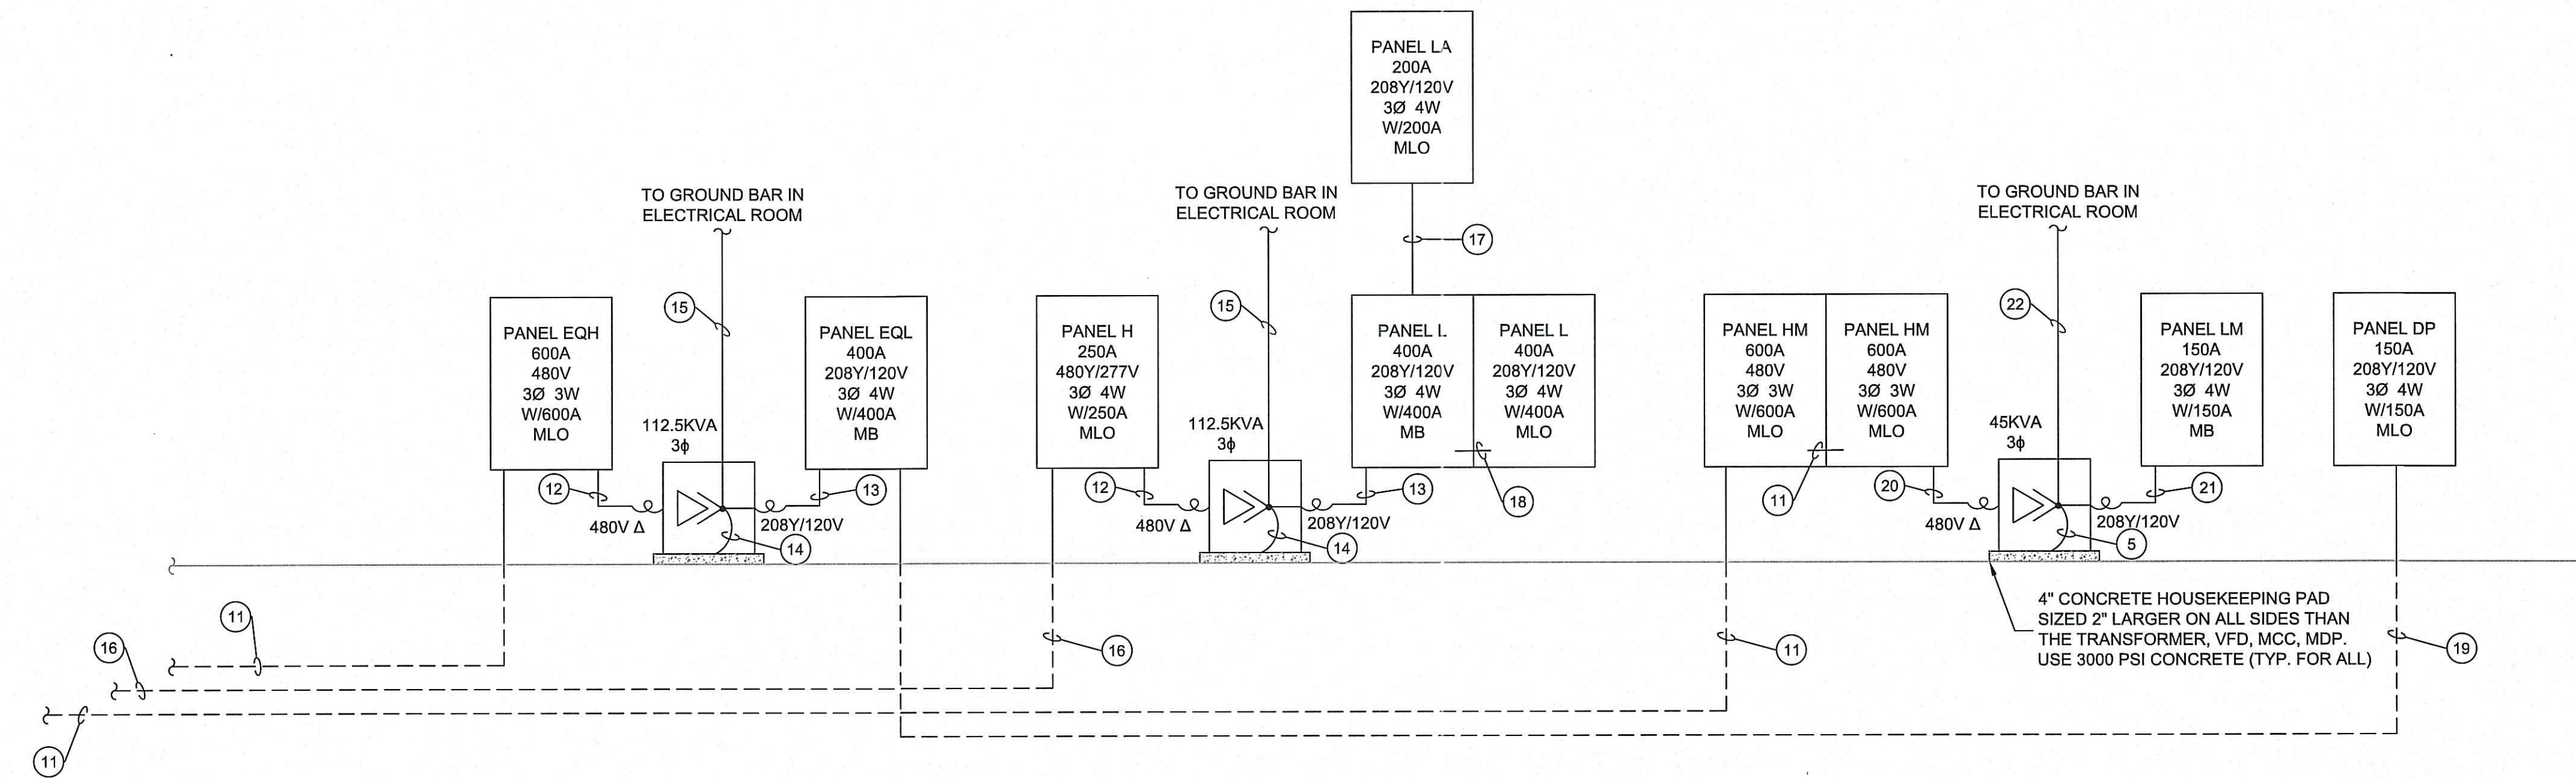 PANEL LA
200A
208Y/120V
3Ø 4W
W/200A
MLO
TO GROUND BAR IN
ELECTRICAL ROOM
TO GROUND BAR IN
ELECTRICAL ROOM
TO GROUND BAR IN
ELECTRICAL ROOM
17
15
15
22
PANEL EQH
600A
480V
3Ø 3W
W/600A
MLO
112.5KVA
3ϕ
PANEL EQL
400A
208Y/120V
3Ø 4W
W/400A
MB
PANEL H
250A
480Y/277V
3Ø 4W
W/250A
MLO
112.5KVA
3ϕ
PANEL L
400A
208Y/120V
3Ø 4W
W/400A
MB
PANEL L
400A
208Y/120V
3Ø 4W
W/400A
MLO
PANEL HM
600A
480V
3Ø 3W
W/600A
MLO
PANEL HM
600A
480V
3Ø 3W
W/600A
MLO
45KVA
3ϕ
PANEL LM
150A
208Y/120V
3Ø 4W
W/150A
MB
PANEL DP
150A
208Y/120V
3Ø 4W
W/150A
MLO
12
13
12
13
18
11
20
21
480V Δ
208Y/120V
480V Δ
208Y/120V
480V Δ
208Y/120V
14
14
5
4" CONCRETE HOUSEKEEPING PAD
SIZED 2" LARGER ON ALL SIDES THAN
THE TRANSFORMER, VFD, MCC, MDP.
USE 3000 PSI CONCRETE (TYP. FOR ALL)
11
16
16
11
19
11